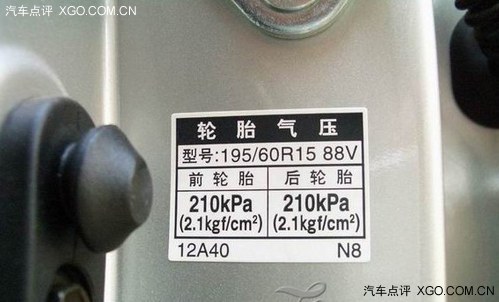 汽车点评 XGO.COM.CN
轮胎气压
型号:195/60R15 88V
前轮胎 后轮胎
210kPa 210kPa
(2.1kgf/cm²) (2.1kgf/cm²)
12A40 N8
汽车点评 XGO.COM.CN